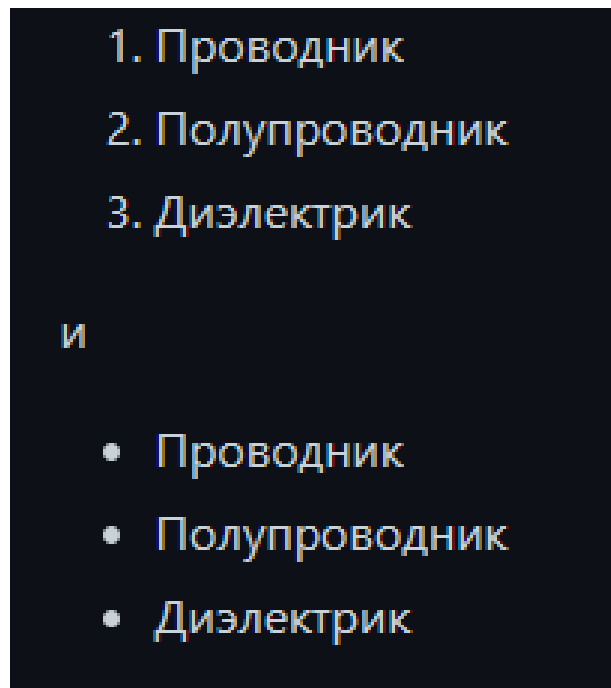 1. Проводник
2. Полупроводник
3. Диэлектрик
и
• Проводник
• Полупроводник
• Диэлектрик